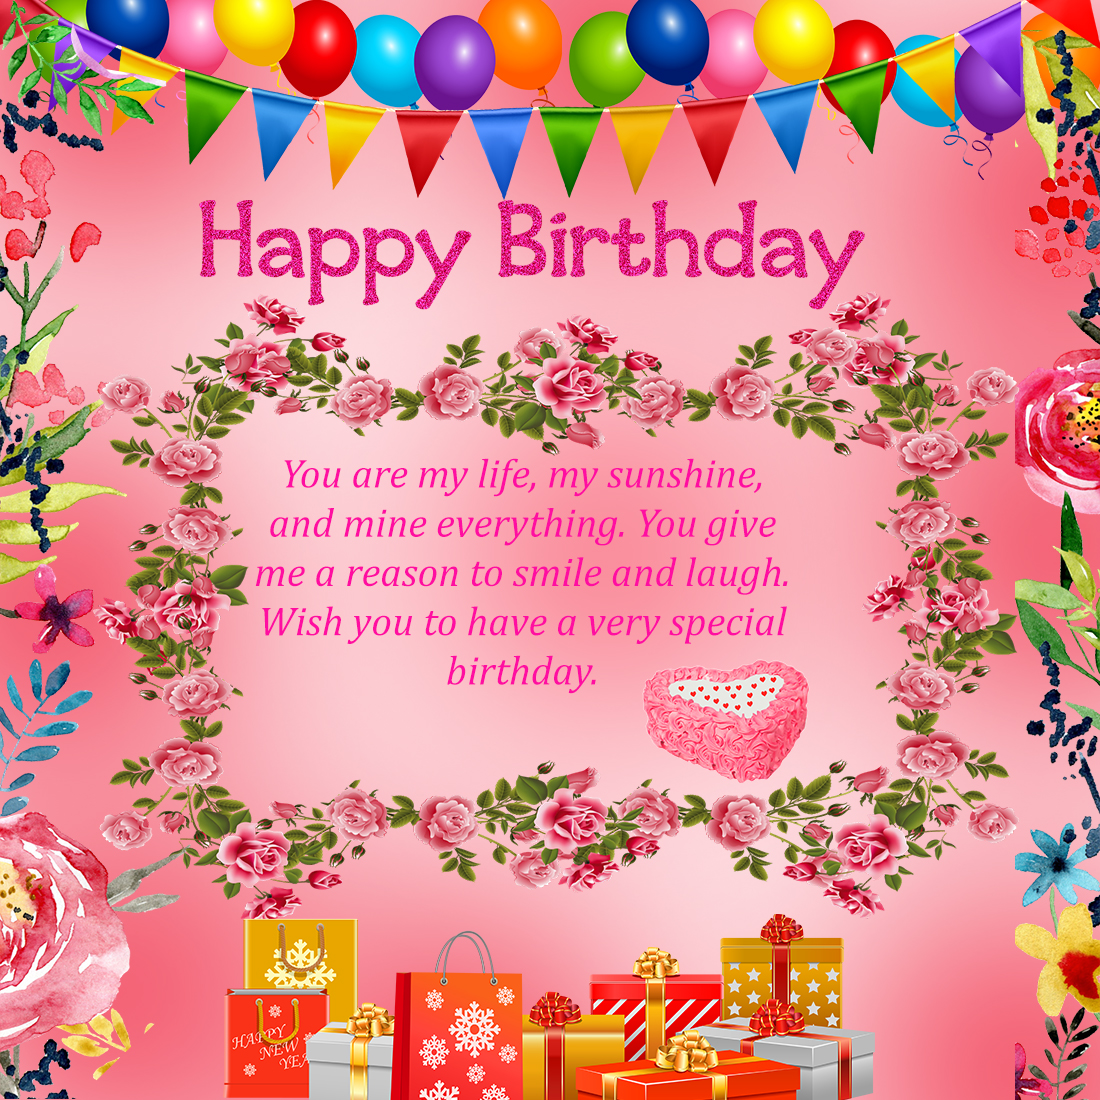 Happy Birthday
You are my life, my sunshine,
and mine everything. You give
me a reason to smile and laugh.
Wish you to have a very special
birthday.
HAPPY
NEW
YEA